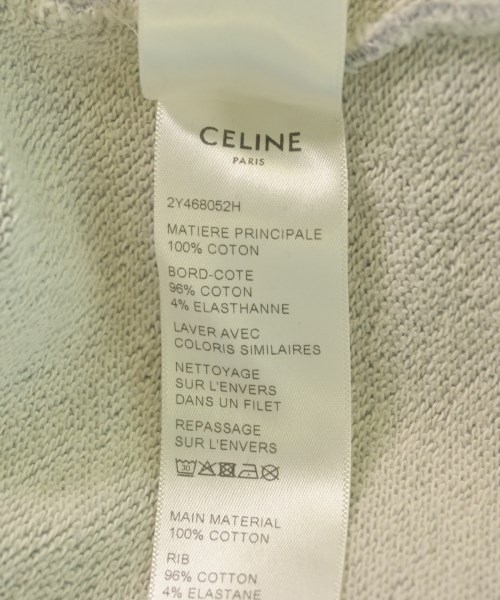 CELINE
PARIS
2Y468052H
MATIERE PRINCIPALE
100% COTON
BORD-COTE
96% COTON
4% ELASTHANNE
LAVER AVEC
COLORIS SIMILAIRES
NETTOYAGE
SUR L'ENVERS
DANS UN FILET
REPASSAGE
SUR L'ENVERS
30
MAIN MATERIAL
100% COTTON
RIB
96% COTTON
4% ELASTANE